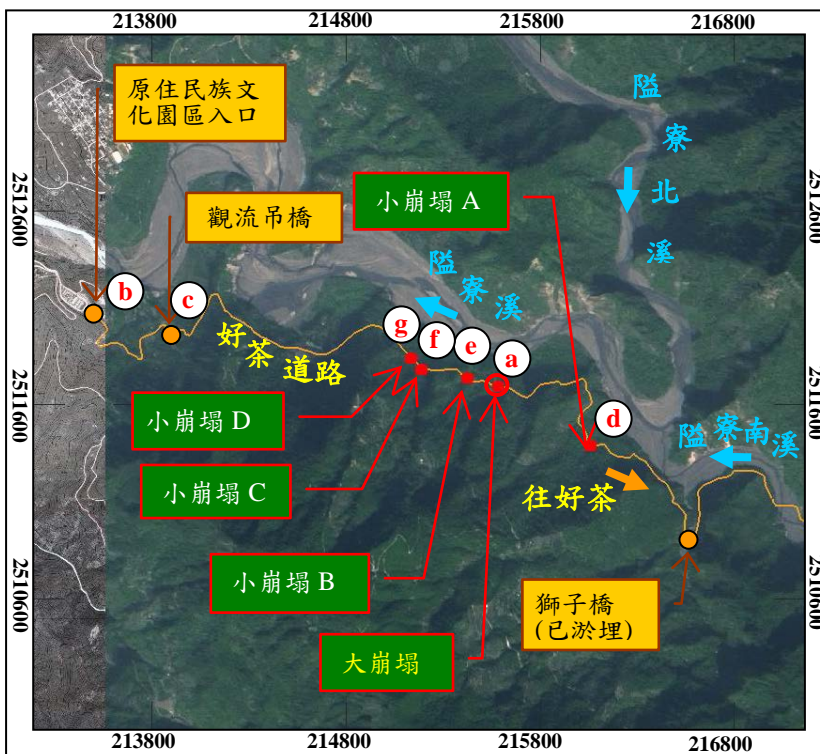 213800
214800
215800
216800
原住民族文
化園區入口
隘
寮
北
溪
小崩塌 A
觀流吊橋
2512600
2512600
隘
寮
溪
b
c
g
f
e
a
好
茶
道路
2511600
2511600
小崩塌 D
d
隘寮南溪
小崩塌 C
往好茶
小崩塌 B
獅子橋
(已淤埋)
2510600
2510600
大崩塌
213800
214800
215800
216800